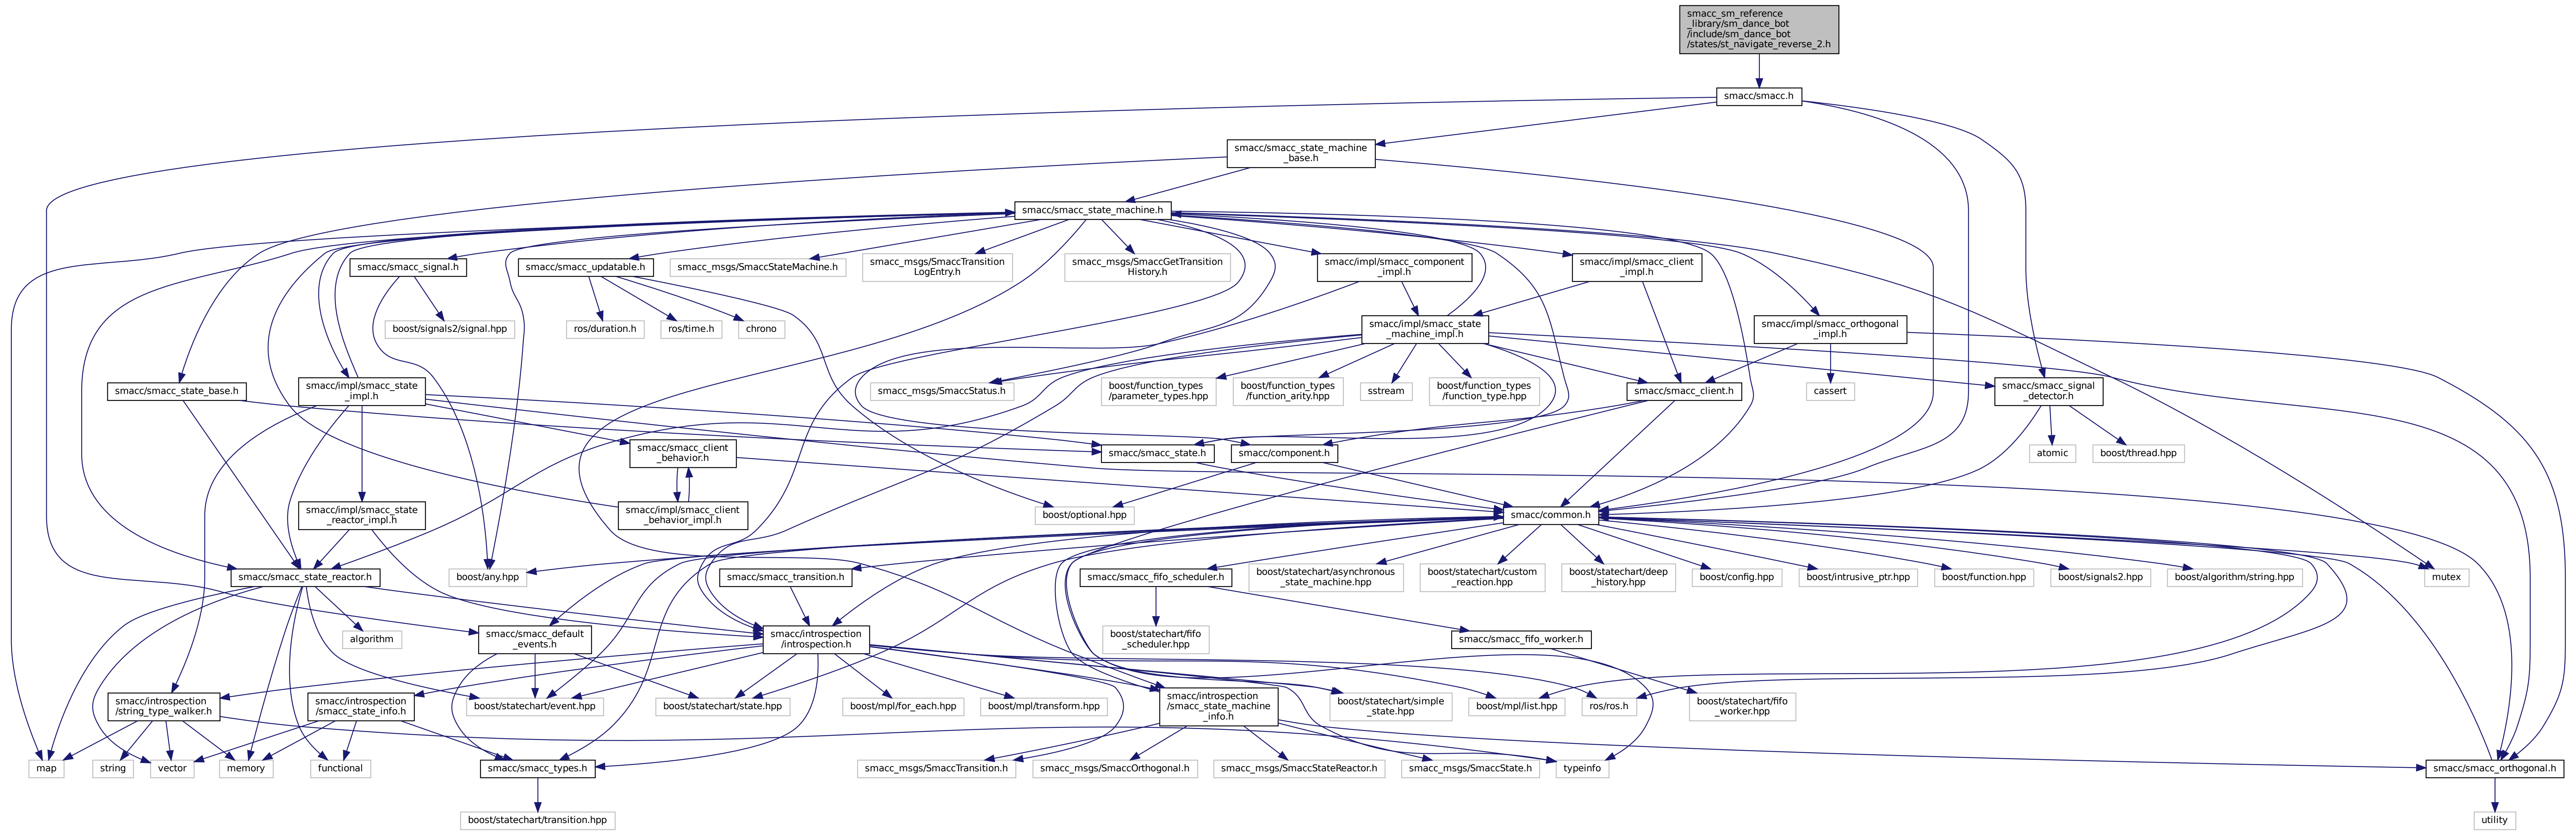 smacc_sm_reference
_library/sm_dance_bot
/include/sm_dance_bot
/states/st_navigate_reverse_2.h
smacc/smacc.h
smacc/smacc_state_machine
_base.h
smacc/smacc_state_machine.h
smacc/smacc_signal.h
smacc/smacc_updatable.h
smacc_msgs/SmaccStateMachine.h
smacc_msgs/SmaccTransition
LogEntry.h
smacc_msgs/SmaccGetTransition
History.h
smacc/impl/smacc_component
_impl.h
smacc/impl/smacc_client
_impl.h
boost/signals2/signal.hpp
ros/duration.h
ros/time.h
chrono
smacc/impl/smacc_state
_machine_impl.h
smacc/impl/smacc_orthogonal
_impl.h
smacc/smacc_state_base.h
smacc/impl/smacc_state
_impl.h
smacc_msgs/SmaccStatus.h
boost/function_types
/parameter_types.hpp
boost/function_types
/function_arity.hpp
sstream
boost/function_types
/function_type.hpp
smacc/smacc_client.h
cassert
smacc/smacc_signal
_detector.h
smacc/smacc_client
_behavior.h
smacc/smacc_state.h
smacc/component.h
atomic
boost/thread.hpp
smacc/impl/smacc_state
_reactor_impl.h
smacc/impl/smacc_client
_behavior_impl.h
boost/optional.hpp
smacc/common.h
smacc/smacc_state_reactor.h
boost/any.hpp
smacc/smacc_transition.h
smacc/smacc_fifo_scheduler.h
boost/statechart/asynchronous
_state_machine.hpp
boost/statechart/custom
_reaction.hpp
boost/statechart/deep
_history.hpp
boost/config.hpp
boost/intrusive_ptr.hpp
boost/function.hpp
boost/signals2.hpp
boost/algorithm/string.hpp
mutex
algorithm
smacc/smacc_default
_events.h
smacc/introspection
/introspection.h
boost/statechart/fifo
_scheduler.hpp
smacc/smacc_fifo_worker.h
smacc/introspection
/string_type_walker.h
smacc/introspection
/smacc_state_info.h
boost/statechart/event.hpp
boost/statechart/state.hpp
boost/mpl/for_each.hpp
boost/mpl/transform.hpp
smacc/introspection
/smacc_state_machine
_info.h
boost/statechart/simple
_state.hpp
boost/mpl/list.hpp
ros/ros.h
boost/statechart/fifo
_worker.hpp
map
string
vector
memory
functional
smacc/smacc_types.h
smacc_msgs/SmaccTransition.h
smacc_msgs/SmaccOrthogonal.h
smacc_msgs/SmaccStateReactor.h
smacc_msgs/SmaccState.h
typeinfo
smacc/smacc_orthogonal.h
boost/statechart/transition.hpp
utility